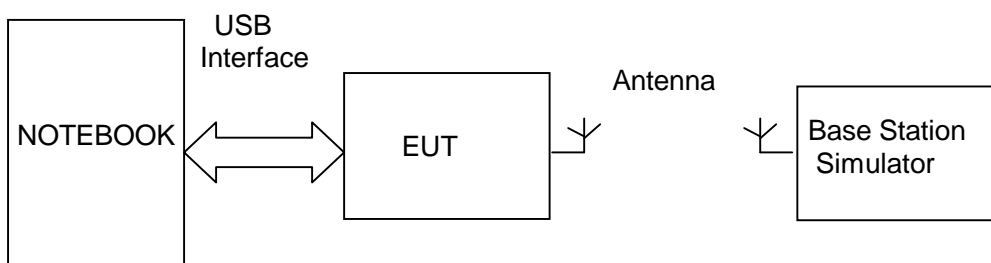 USB
Interface
NOTEBOOK
EUT
Antenna
Base Station
Simulator